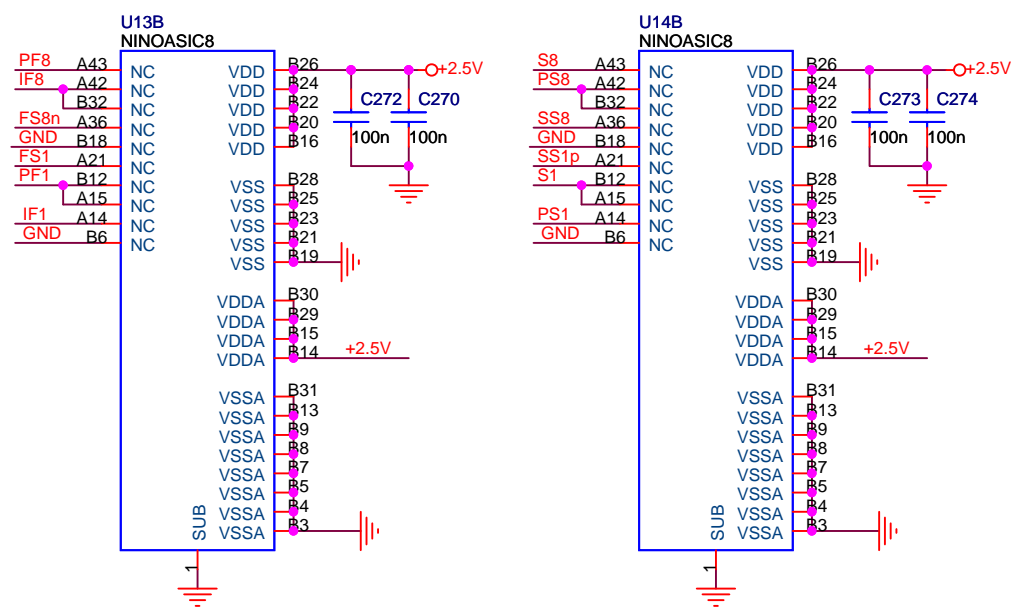 U13B
NINOASIC8
PF8 A43 NC VDD B26 +2.5V
IF8 A42 NC VDD B24
B32 NC VDD B22 C272 C270
FS8n A36 NC VDD B20 100n 100n
GND B18 NC VDD B16
FS1 A21 NC
PF1 B12 NC VSS B28
A15 NC VSS B25
IF1 A14 NC VSS B23
GND B6 NC VSS B21
VSS B19
VDDA B30
VDDA B29
VDDA B15
VDDA B14 +2.5V
VSSA B31
VSSA B13
VSSA B9
VSSA B8
VSSA B7
VSSA B5
VSSA B4
VSSA B3
SUB
1
U14B
NINOASIC8
S8 A43 NC VDD B26 +2.5V
PS8 A42 NC VDD B24
B32 NC VDD B22 C273 C274
SS8 A36 NC VDD B20 100n 100n
GND B18 NC VDD B16
SS1p A21 NC
S1 B12 NC VSS B28
A15 NC VSS B25
PS1 A14 NC VSS B23
GND B6 NC VSS B21
VSS B19
VDDA B30
VDDA B29
VDDA B15
VDDA B14 +2.5V
VSSA B31
VSSA B13
VSSA B9
VSSA B8
VSSA B7
VSSA B5
VSSA B4
VSSA B3
SUB
1